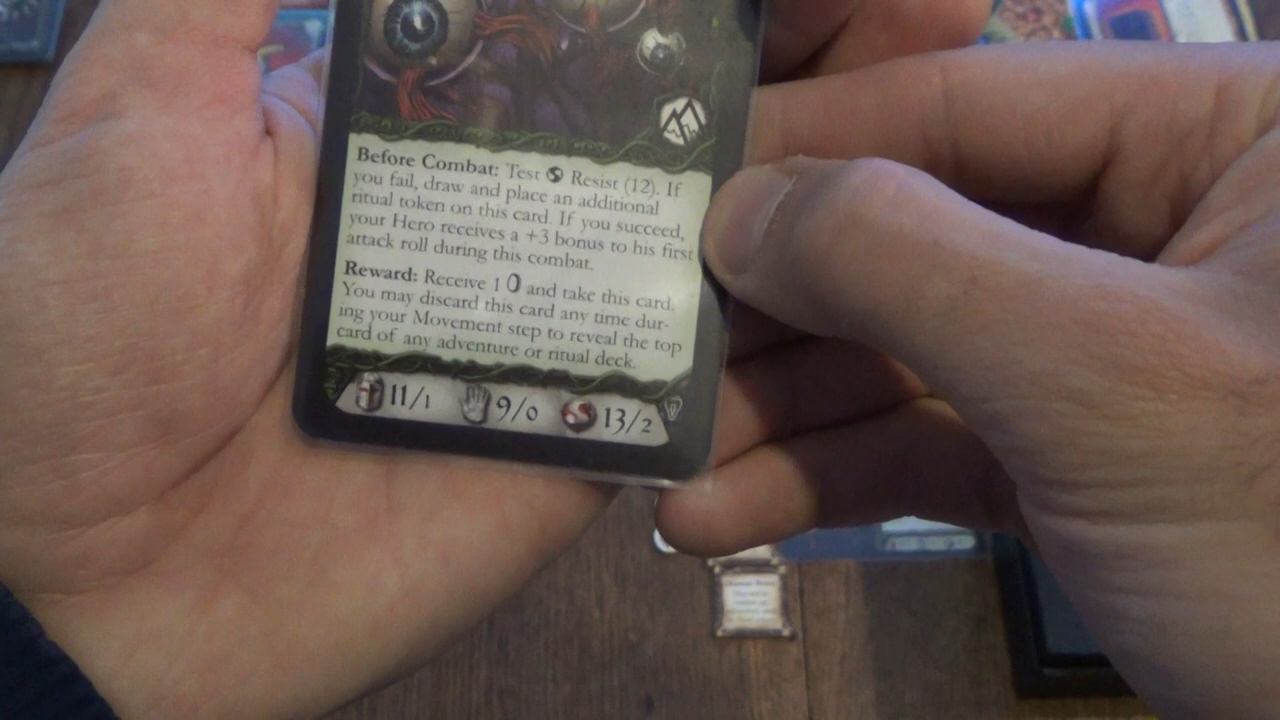 Before Combat: Test Resist (12). If
you fail, draw and place an additional
ritual token on this card. If you succeed,
your Hero receives a +3 bonus to his first
attack roll during this combat.
Reward: Receive 1 and take this card.
You may discard this card any time dur-
ing your Movement step to reveal the top
card of any adventure or ritual deck.
11/1 9/0 13/2